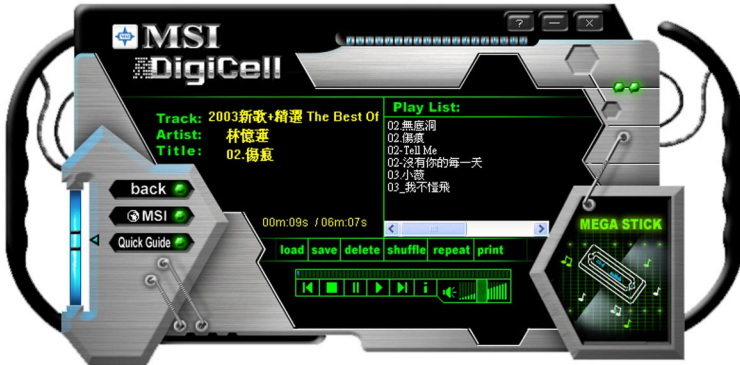 MSI
DigiCell
Track: 2003新歌+精選 The Best Of
Artist: 林憶蓮
Title: 02.傷痕
00m:09s / 06m:07s
Play List:
02.無底洞
02.傷痕
02-Tell Me
02-沒有你的每一天
03.小薇
03_我不懂飛
back
MSI
Quick Guide
load save delete shuffle repeat print
MEGA STICK